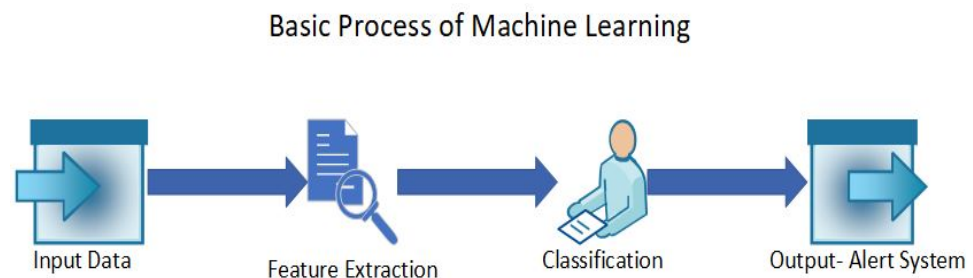 Basic Process of Machine Learning
Input Data
Feature Extraction
Classification
Output- Alert System